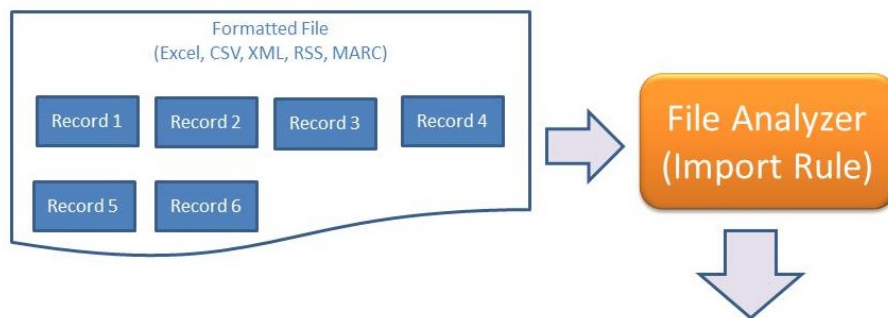 Formatted File
(Excel, CSV, XML, RSS, MARC)
Record 1
Record 2
Record 3
Record 4
Record 5
Record 6
File Analyzer
(Import Rule)